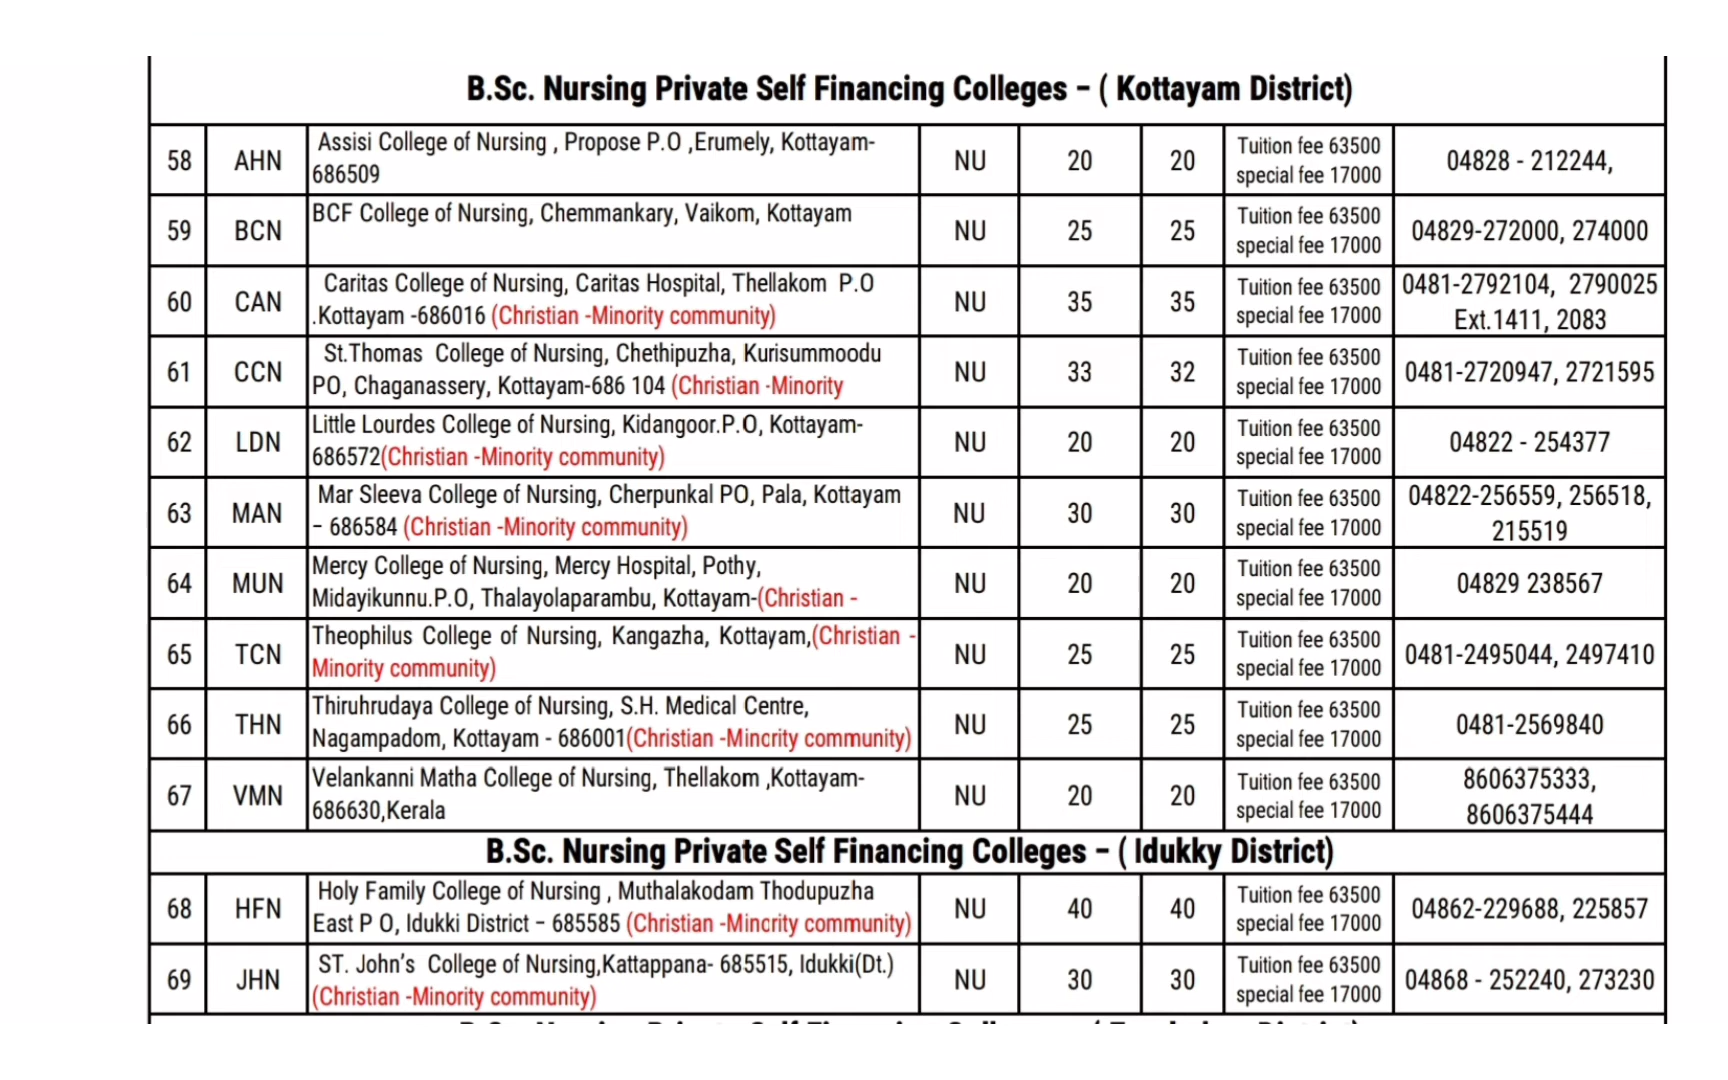 B.Sc. Nursing Private Self Financing Colleges – ( Kottayam District)
58 AHN Assisi College of Nursing , Propose P.O ,Erumely, Kottayam- NU 20 20 Tuition fee 63500 04828 - 212244,
686509 special fee 17000
59 BCN BCF College of Nursing, Chemmankary, Vaikom, Kottayam NU 25 25 Tuition fee 63500 04829-272000, 274000
special fee 17000
60 CAN Caritas College of Nursing, Caritas Hospital, Thellakom P.O NU 35 35 Tuition fee 63500 0481-2792104, 2790025
.Kottayam -686016 (Christian -Minority community) special fee 17000 Ext.1411, 2083
61 CCN St.Thomas College of Nursing, Chethipuzha, Kurisummoodu NU 33 32 Tuition fee 63500 0481-2720947, 2721595
PO, Chaganassery, Kottayam-686 104 (Christian -Minority special fee 17000
62 LDN Little Lourdes College of Nursing, Kidangoor.P.O, Kottayam- NU 20 20 Tuition fee 63500 04822 - 254377
686572(Christian -Minority community) special fee 17000
63 MAN Mar Sleeva College of Nursing, Cherpunkal PO, Pala, Kottayam NU 30 30 Tuition fee 63500 04822-256559, 256518,
– 686584 (Christian -Minority community) special fee 17000 215519
64 MUN Mercy College of Nursing, Mercy Hospital, Pothy, NU 20 20 Tuition fee 63500 04829 238567
Midayikunnu.P.O, Thalayolaparambu, Kottayam-(Christian - special fee 17000
65 TCN Theophilus College of Nursing, Kangazha, Kottayam,(Christian - NU 25 25 Tuition fee 63500 0481-2495044, 2497410
Minority community) special fee 17000
66 THN Thiruhrudaya College of Nursing, S.H. Medical Centre, NU 25 25 Tuition fee 63500 0481-2569840
Nagampadom, Kottayam - 686001(Christian -Minority community) special fee 17000
67 VMN Velankanni Matha College of Nursing, Thellakom ,Kottayam- NU 20 20 Tuition fee 63500 8606375333,
686630,Kerala special fee 17000 8606375444
B.Sc. Nursing Private Self Financing Colleges – ( Idukky District)
68 HFN Holy Family College of Nursing , Muthalakodam Thodupuzha NU 40 40 Tuition fee 63500 04862-229688, 225857
East P O, Idukki District – 685585 (Christian -Minority community) special fee 17000
69 JHN ST. John's College of Nursing,Kattappana- 685515, Idukki(Dt.) NU 30 30 Tuition fee 63500 04868 - 252240, 273230
(Christian -Minority community) special fee 17000